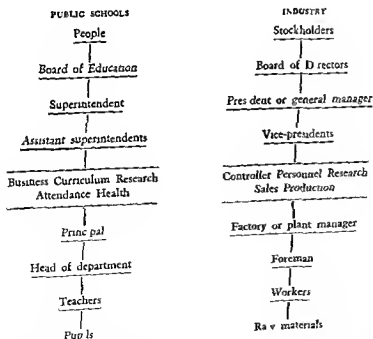 PUBLIC SCHOOLS
People
Board of Education
Superintendent
Assistant superintendents
Business Curriculum Research
Attendance Health
Princ pal
Head of department
Teachers
Pup ls
INDUSTRY
Stockholders
Board of D rectors
Pres dent or general manager
Vice-presidents
Controller Personnel Research
Sales Production
Factory or plant manager
Foreman
Workers
Ra v materials